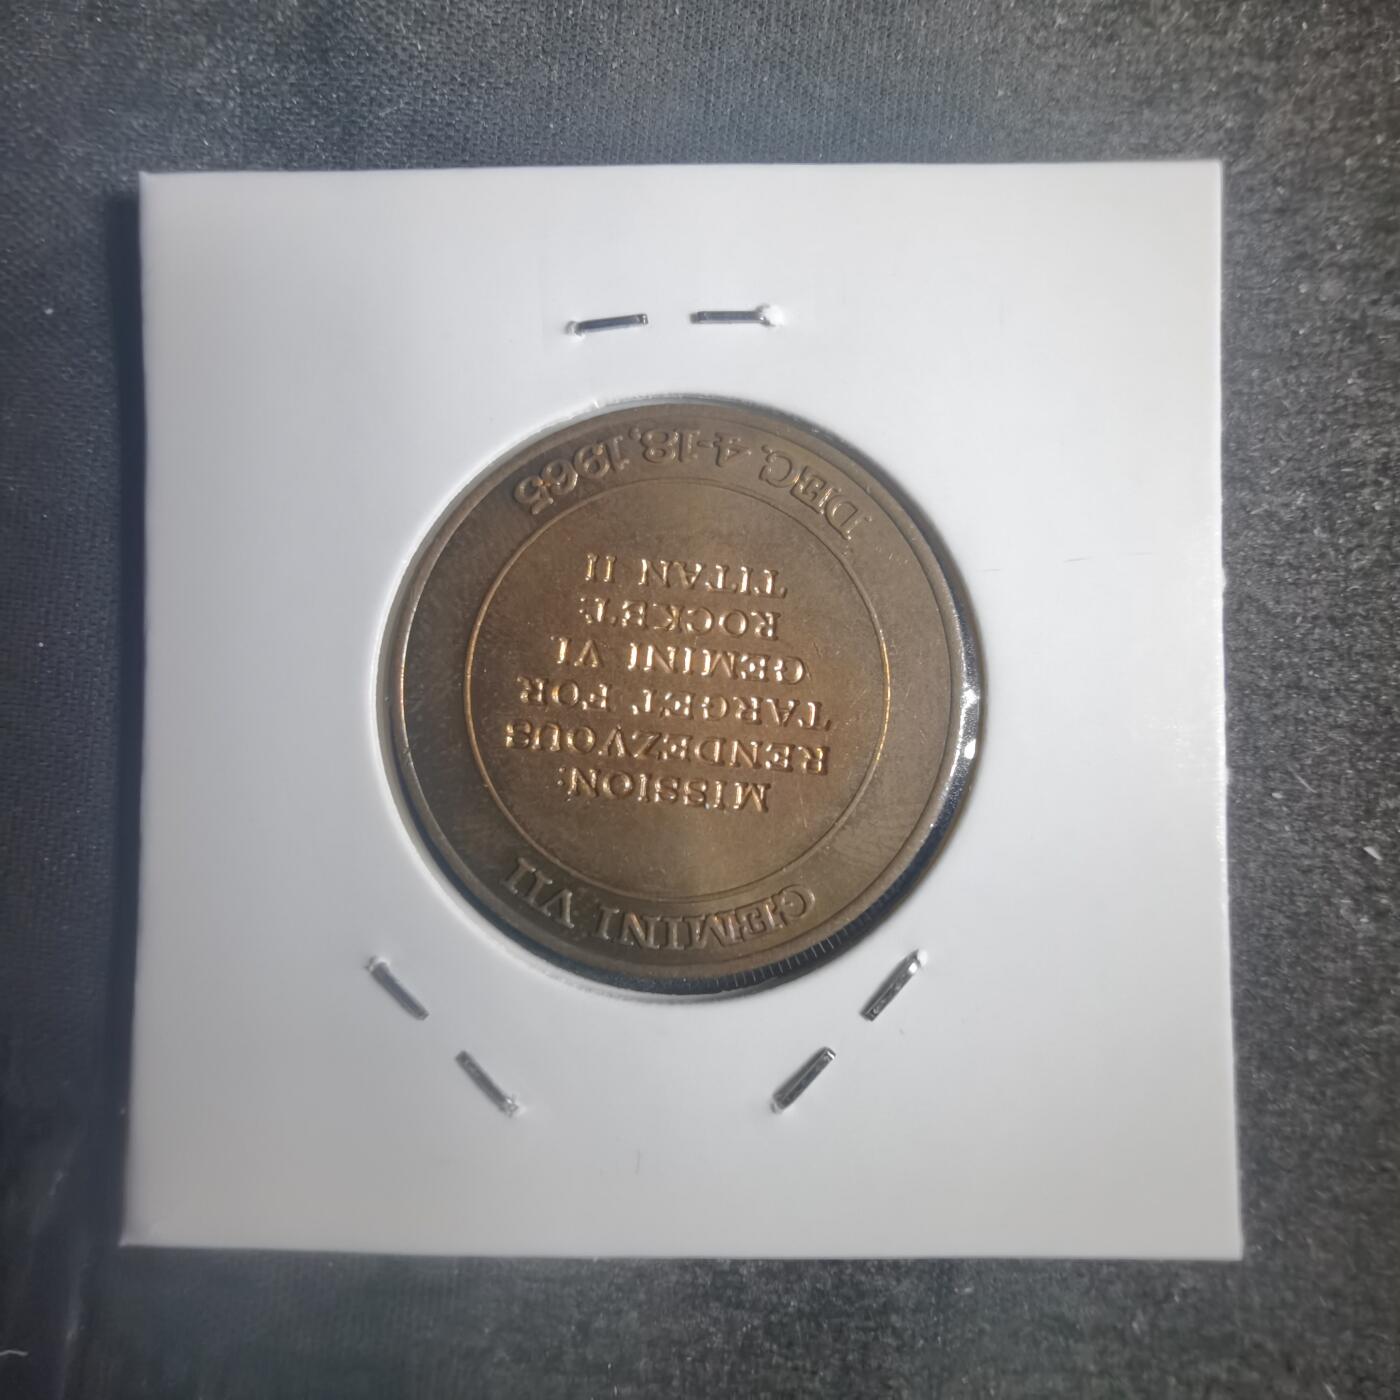 GEMINI VII
MISSION:
RENDEZVOUS
TARGET FOR
GEMINI VI
ROCKET:
TITAN II
DEC. 4-18, 1965